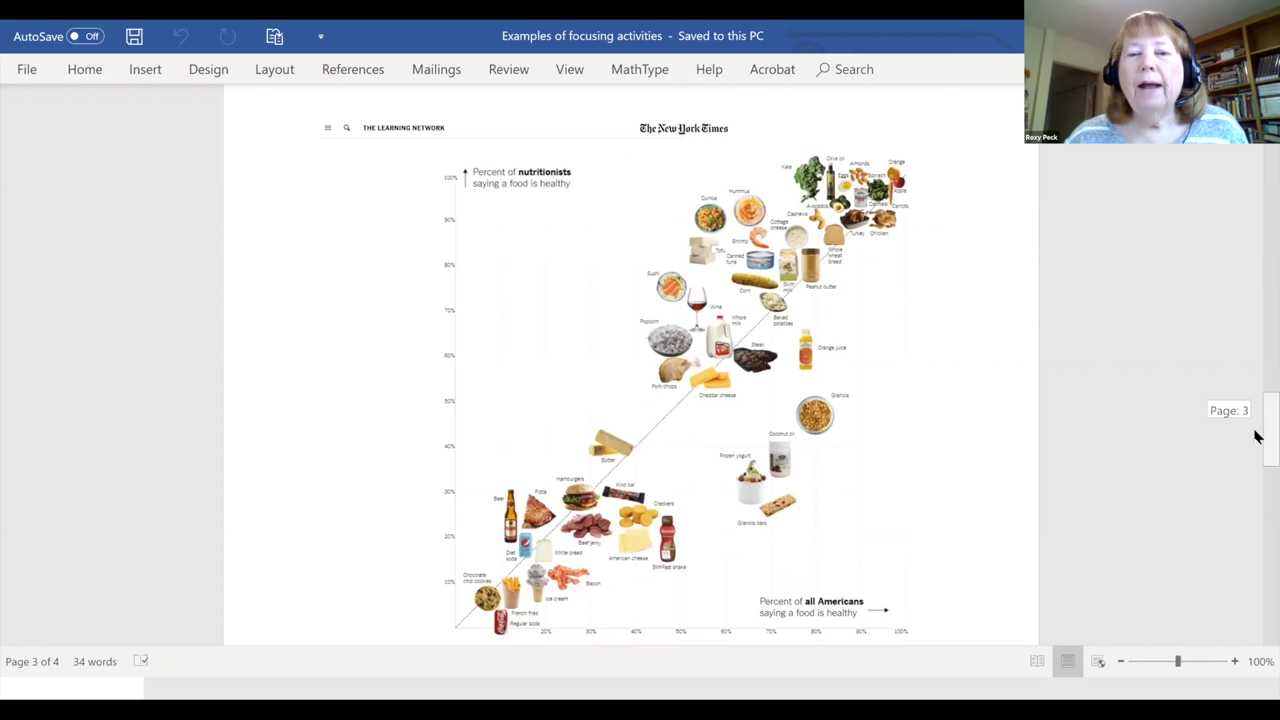 AutoSave Off
Examples of focusing activities - Saved to this PC
File Home Insert Design Layout References Mailings Review View MathType Help Acrobat Search
Roxy Peck
THE LEARNING NETWORK
The New York Times
Percent of nutritionists
saying a food is healthy
100%
90%
80%
70%
60%
50%
40%
30%
20%
10%
Kale
Olive oil
Almonds
Orange
Eggs
Spinach
Apple
Avocados
Oatmeal
Carrots
Quinoa
Hummus
Cashews
Cottage
cheese
Turkey
Chicken
Shrimp
Tofu
Canned
tuna
Whole
wheat
bread
Sushi
Corn
Skim
milk
Peanut butter
Wine
Popcorn
Whole
milk
Baked
potatoes
Steak
Orange juice
Pork chops
Cheddar cheese
Granola
Coconut oil
Butter
Frozen yogurt
Hamburgers
Kind bar
Beer
Pizza
Crackers
Granola bars
Beef jerky
Diet
soda
White bread
American cheese
SlimFast shake
Chocolate
chip cookies
Bacon
Ice cream
French fries
Regular soda
Percent of all Americans
saying a food is healthy
20% 30% 40% 50% 60% 70% 80% 90% 100%
Page: 3
Page 3 of 4 34 words
100%